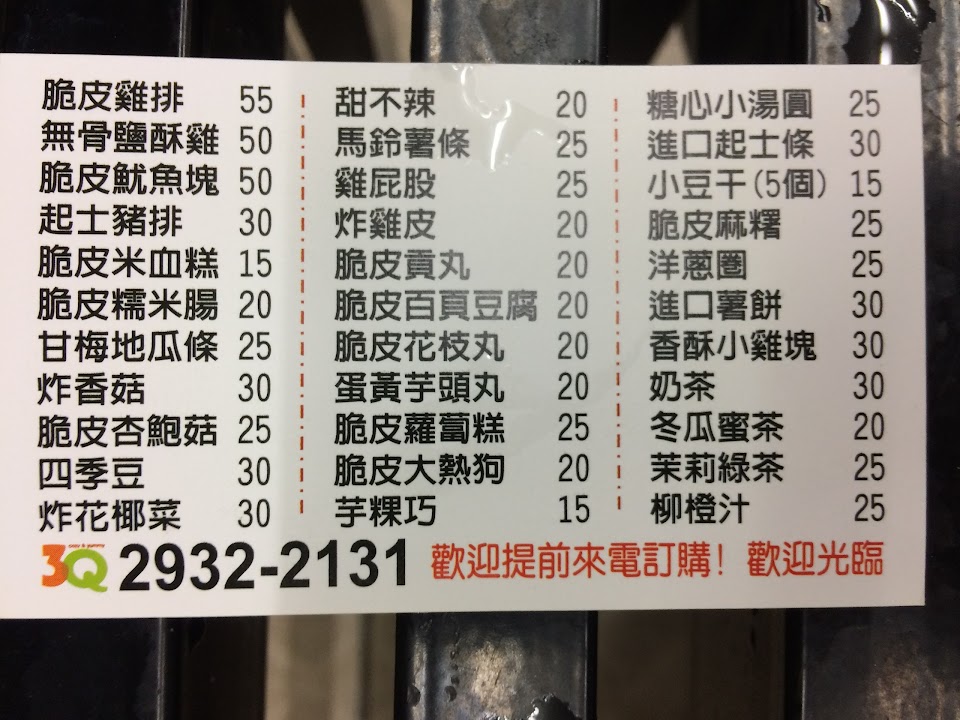 脆皮雞排 55
無骨鹽酥雞 50
脆皮魷魚塊 50
起士豬排 30
脆皮米血糕 15
脆皮糯米腸 20
甘梅地瓜條 25
炸香菇 30
脆皮杏鮑菇 25
四季豆 30
炸花椰菜 30
甜不辣 20
馬鈴薯條 25
雞屁股 25
炸雞皮 20
脆皮貢丸 20
脆皮百頁豆腐 20
脆皮花枝丸 20
蛋黃芋頭丸 20
脆皮蘿蔔糕 25
脆皮大熱狗 20
芋粿巧 15
糖心小湯圓 25
進口起士條 30
小豆干(5個) 15
脆皮麻糬 25
洋蔥圈 25
進口薯餅 30
香酥小雞塊 30
奶茶 30
冬瓜蜜茶 20
茉莉綠茶 25
柳橙汁 25
3Q 2932-2131 歡迎提前來電訂購! 歡迎光臨